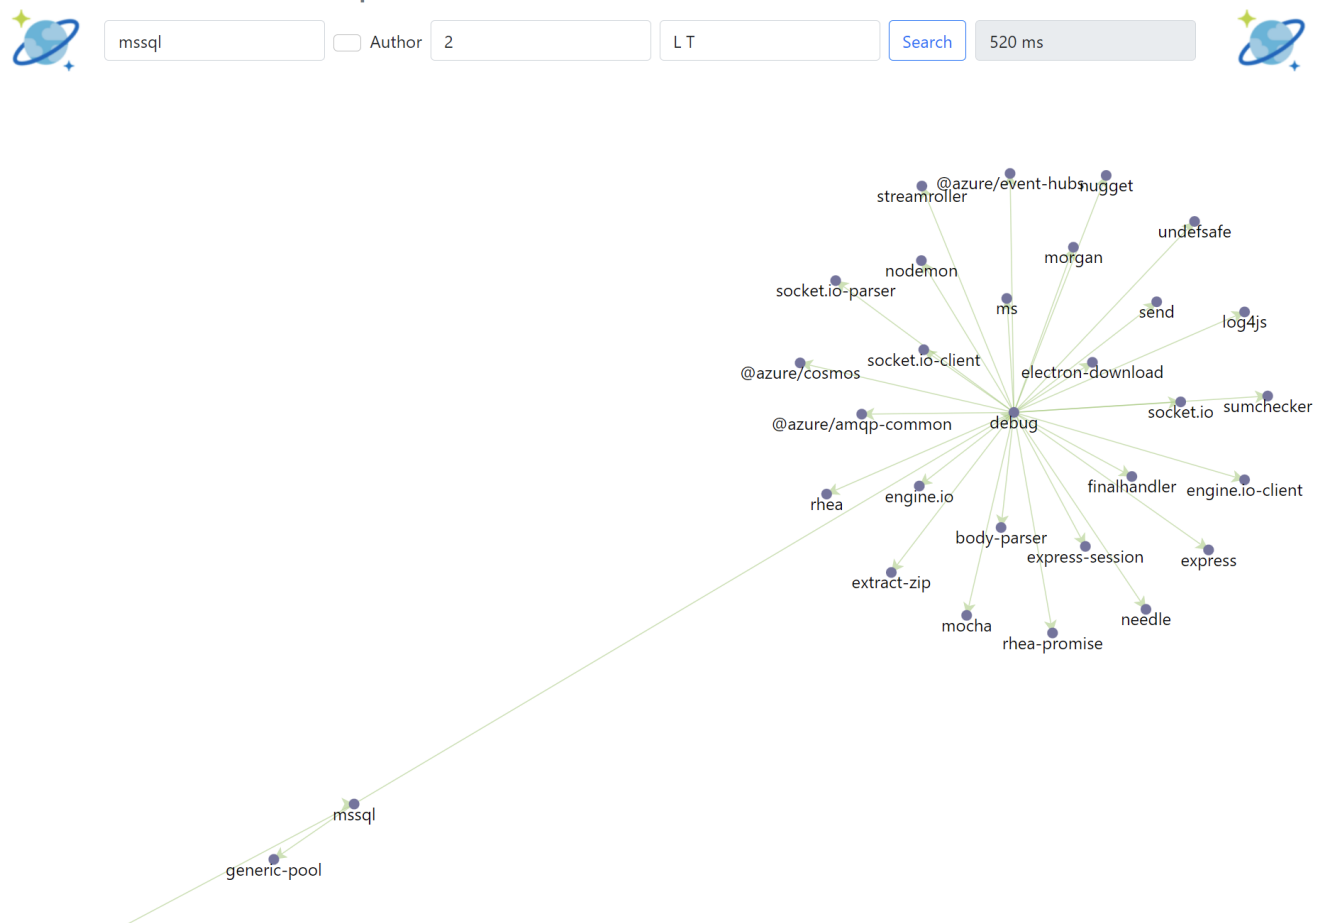 mssql
Author
2
L T
Search
520 ms
@azure/event-hubs
nugget
streamroller
undefsafe
morgan
nodemon
socket.io-parser
ms
send
log4js
socket.io-client
electron-download
@azure/cosmos
socket.io
sumchecker
@azure/amqp-common
debug
finalhandler
engine.io-client
rhea
engine.io
body-parser
express-session
express
extract-zip
mocha
needle
rhea-promise
mssql
generic-pool